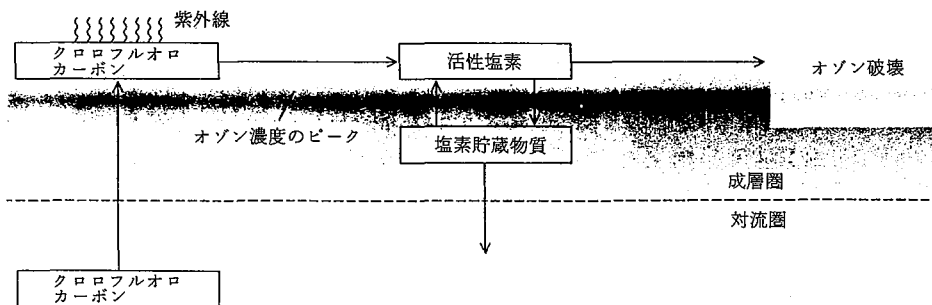 紫外線
クロロフルオロ
カーボン
活性塩素
オゾン破壊
オゾン濃度のピーク
塩素貯蔵物質
成層圏
対流圏
クロロフルオロ
カーボン